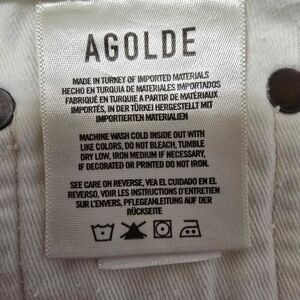 AGOLDE
MADE IN TURKEY OF IMPORTED MATERIALS
HECHO EN TURQUIA DE MATERIALES IMPORTADOS
FABRIQUÉ EN TURQUIE A PARTIR DE MATÉRIAUX
IMPORTÉS, IN DER TÜRKEI HERGESTELLT MIT
IMPORTIERTEN MATERIALIEN
MACHINE WASH COLD INSIDE OUT WITH
LIKE COLORS, DO NOT BLEACH, TUMBLE
DRY LOW, IRON MEDIUM IF NECESSARY,
IF DECORATED OR PRINTED DO NOT IRON.
SEE CARE ON REVERSE, VEA EL CUIDADO EN EL
REVERSO, VOIR LES INSTRUCTIONS D'ENTRETIEN
SUR L'ENVERS, PFLEGEANLEITUNG AUF DER
RÜCKSEITE